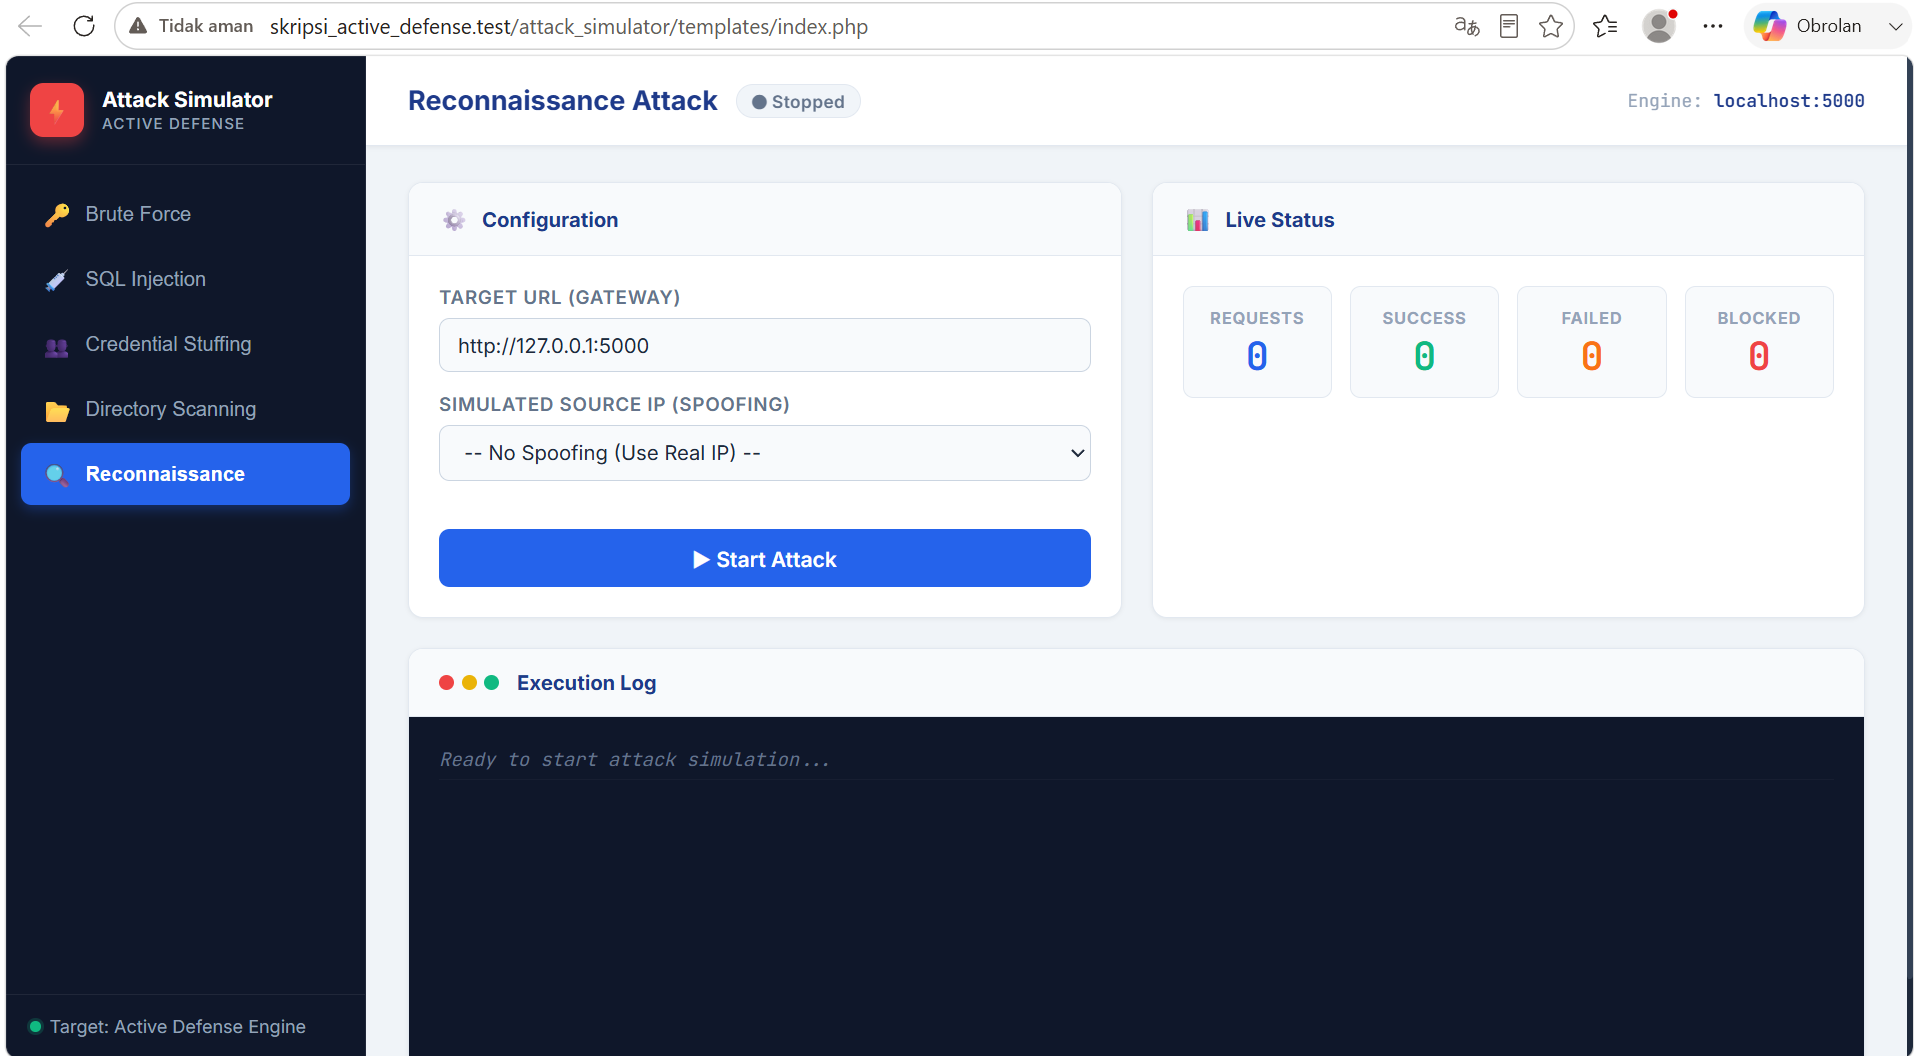 Tidak aman
skripsi_active_defense.test/attack_simulator/templates/index.php
Obrolan
Attack Simulator
ACTIVE DEFENSE
Brute Force
SQL Injection
Credential Stuffing
Directory Scanning
Reconnaissance
Target: Active Defense Engine
Reconnaissance Attack
Stopped
Engine: localhost:5000
Configuration
TARGET URL (GATEWAY)
http://127.0.0.1:5000
SIMULATED SOURCE IP (SPOOFING)
-- No Spoofing (Use Real IP) --
Start Attack
Live Status
REQUESTS
0
SUCCESS
0
FAILED
0
BLOCKED
0
Execution Log
Ready to start attack simulation...